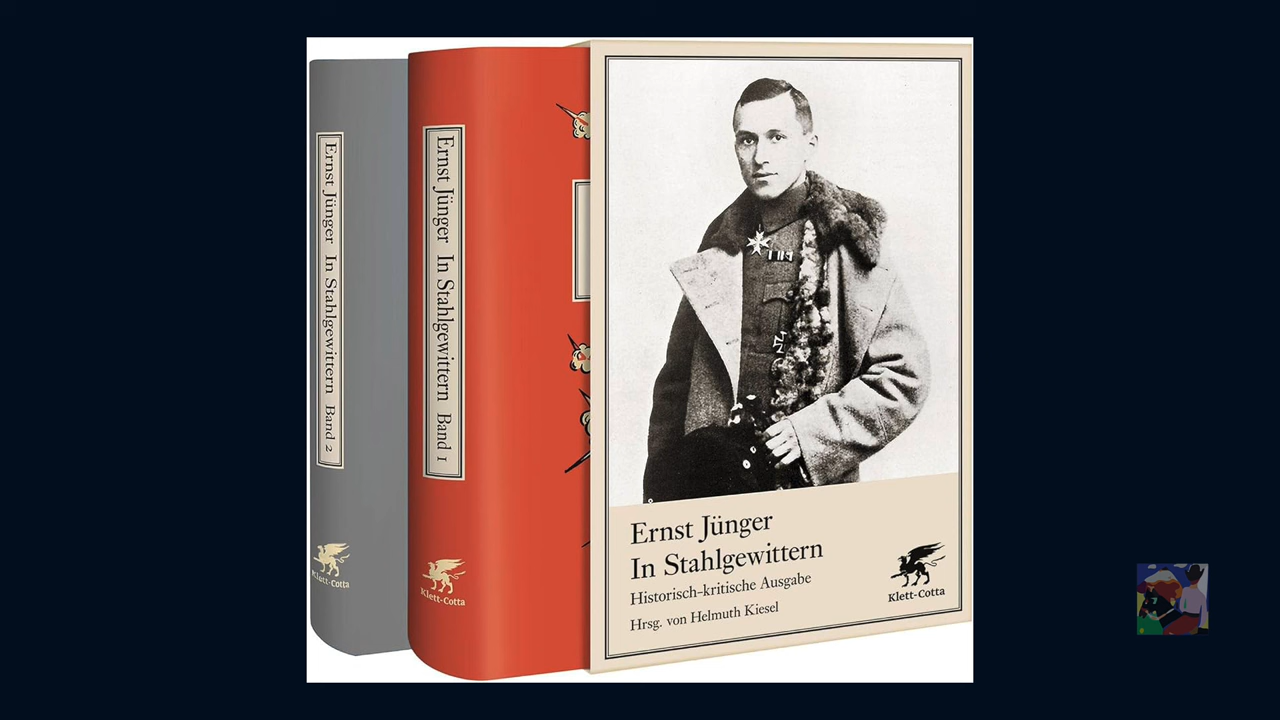 Ernst Jünger In Stahlgewittern Band 2
Klett-Cotta
Ernst Jünger In Stahlgewittern Band 1
Klett-Cotta
Ernst Jünger
In Stahlgewittern
Historisch-kritische Ausgabe
Hrsg. von Helmuth Kiesel
Klett-Cotta